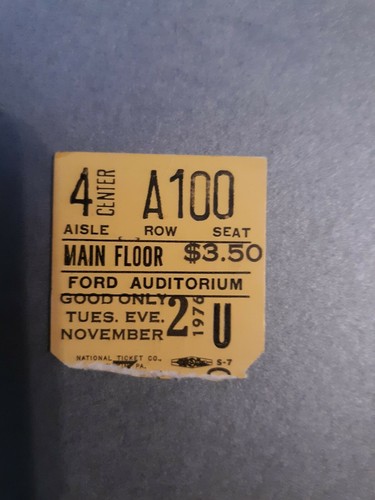 4 CENTER A 100
AISLE ROW SEAT
MAIN FLOOR $3.50
FORD AUDITORIUM
GOOD ONLY
TUES. EVE.
NOVEMBER 2 1976 U
NATIONAL TICKET CO., S-7
PA.